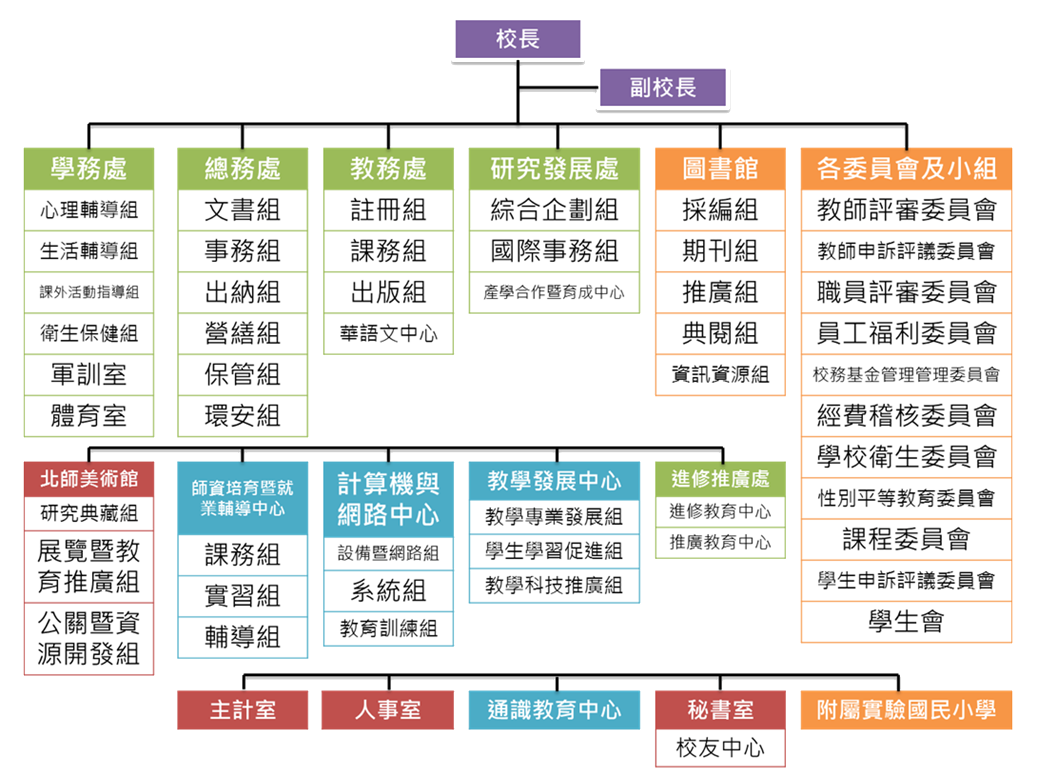 校長
副校長
學務處
心理輔導組
生活輔導組
課外活動指導組
衛生保健組
軍訓室
體育室
總務處
文書組
事務組
出納組
營繕組
保管組
環安組
教務處
註冊組
課務組
出版組
華語文中心
研究發展處
綜合企劃組
國際事務組
產學合作暨育成中心
圖書館
採編組
期刊組
推廣組
典閱組
資訊資源組
各委員會及小組
教師評審委員會
教師申訴評議委員會
職員評審委員會
員工福利委員會
校務基金管理管理委員會
經費稽核委員會
學校衛生委員會
性別平等教育委員會
課程委員會
學生申訴評議委員會
學生會
北師美術館
研究典藏組
展覽暨教
育推廣組
公關暨資
源開發組
師資培育暨就
業輔導中心
課務組
實習組
輔導組
計算機與
網路中心
設備暨網路組
系統組
教育訓練組
教學發展中心
教學專業發展組
學生學習促進組
教學科技推廣組
進修推廣處
進修教育中心
推廣教育中心
主計室
人事室
通識教育中心
秘書室
校友中心
附屬實驗國民小學